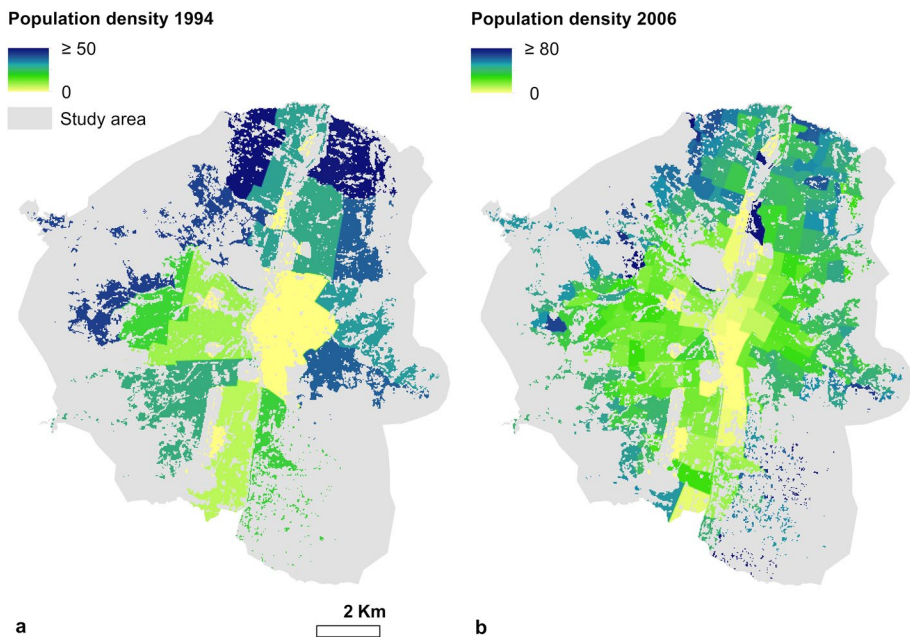 Population density 1994
≥ 50
0
Study area
Population density 2006
≥ 80
0
a
2 Km
b